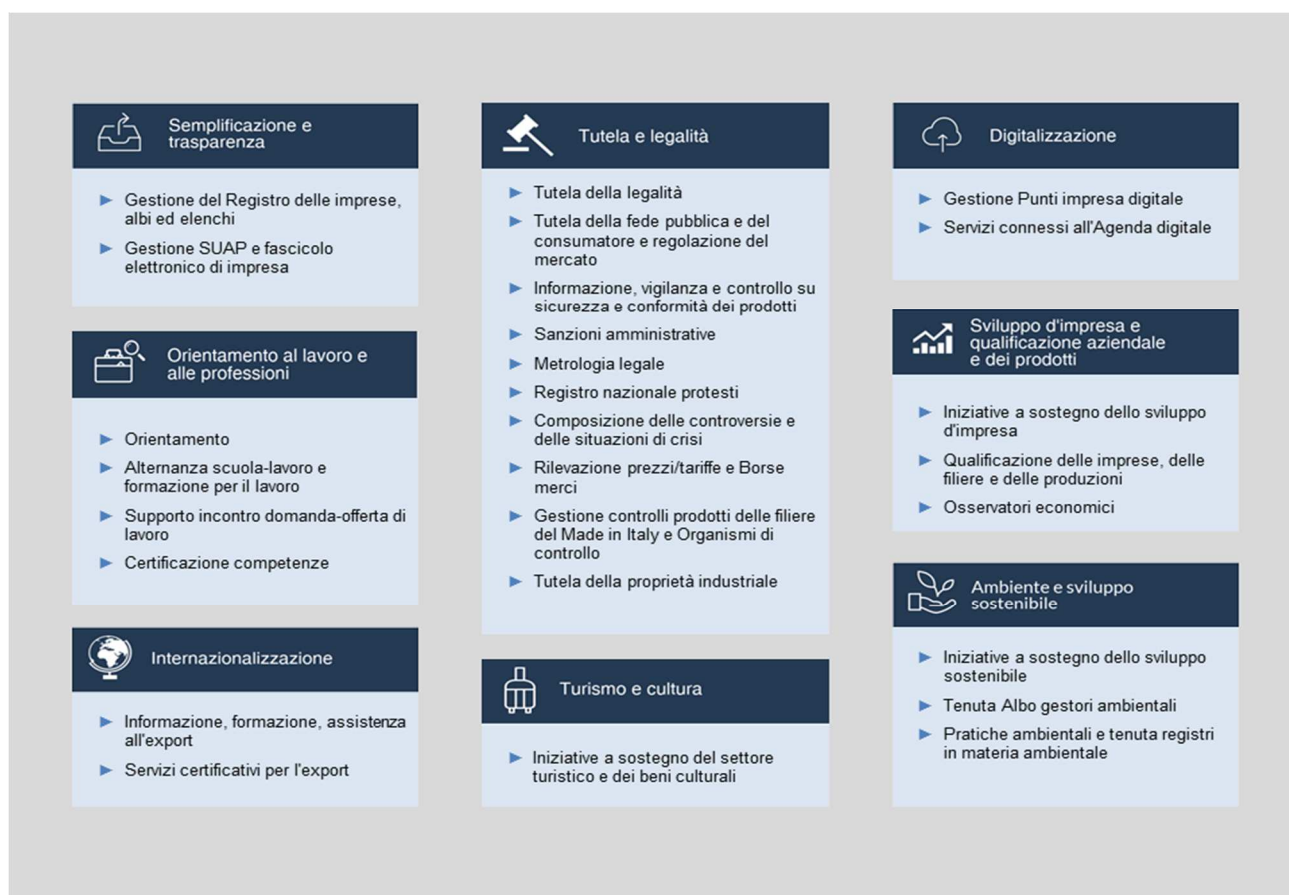 Semplificazione e
trasparenza
Gestione del Registro delle imprese,
albi ed elenchi
Gestione SUAP e fascicolo
elettronico di impresa
Orientamento al lavoro e
alle professioni
Orientamento
Alternanza scuola-lavoro e
formazione per il lavoro
Supporto incontro domanda-offerta di
lavoro
Certificazione competenze
Internazionalizzazione
Informazione, formazione, assistenza
all'export
Servizi certificativi per l'export
Tutela e legalità
Tutela della legalità
Tutela della fede pubblica e del
consumatore e regolazione del
mercato
Informazione, vigilanza e controllo su
sicurezza e conformità dei prodotti
Sanzioni amministrative
Metrologia legale
Registro nazionale protesti
Composizione delle controversie e
delle situazioni di crisi
Rilevazione prezzi/tariffe e Borse
merci
Gestione controlli prodotti delle filiere
del Made in Italy e Organismi di
controllo
Tutela della proprietà industriale
Turismo e cultura
Iniziative a sostegno del settore
turistico e dei beni culturali
Digitalizzazione
Gestione Punti impresa digitale
Servizi connessi all'Agenda digitale
Sviluppo d'impresa e
qualificazione aziendale
e dei prodotti
Iniziative a sostegno dello sviluppo
d'impresa
Qualificazione delle imprese, delle
filiere e delle produzioni
Osservatori economici
Ambiente e sviluppo
sostenibile
Iniziative a sostegno dello sviluppo
sostenibile
Tenuta Albo gestori ambientali
Pratiche ambientali e tenuta registri
in materia ambientale